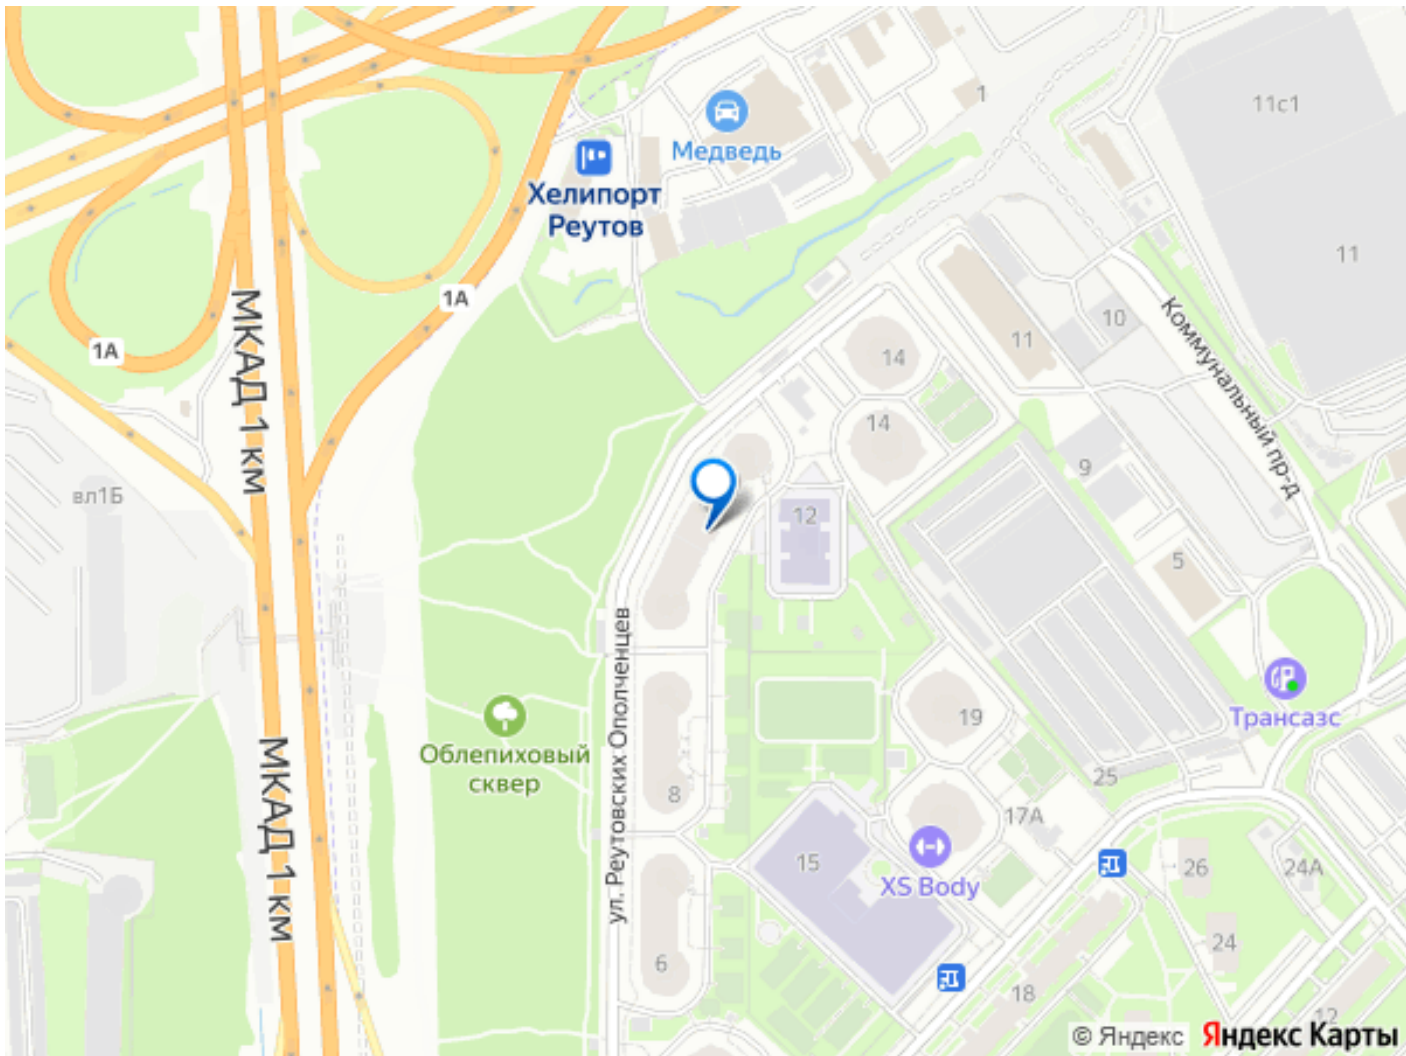 1
11с1
Медведь
Хелипорт
Реутов
11
1А
МКАД 1 км
1А
14
11
10
Коммунальный пр-д
14
9
вл1Б
12
5
ул. Реутовских Ополченцев
Трансазс
19
Облепиховый
сквер
МКАД 1 км
8
25
17А
15
XS Body
26
24А
6
24
18
12
© Яндекс
Яндекс Карты